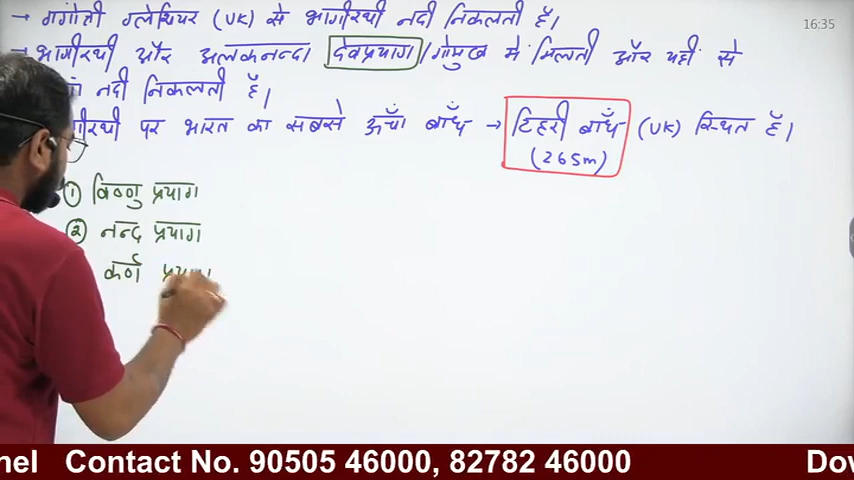 → गंगोत्री ग्लेशियर (UK) से भागीरथी नदी निकलती है।
16:35
→ भागीरथी और अलकनन्दा देवप्रयाग/गोमुख में मिलती और यही से
नदी निकलती है।
पर भारत का सबसे ऊँचा बाँध → टिहरी बाँध (UK) स्थित है।
(265m)
① विष्णु प्रयाग
② नन्द प्रयाग
कर्ण प्रयाग
nel Contact No. 90505 46000, 82782 46000 Dov